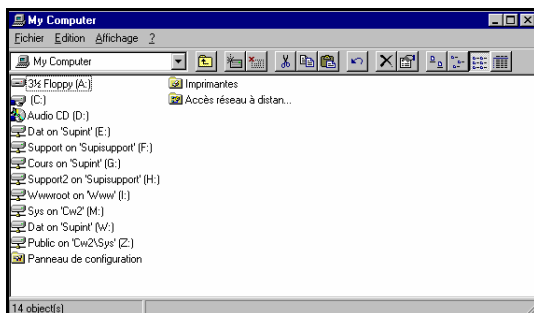 My Computer
Fichier Edition Affichage ?
My Computer
3½ Floppy (A:)
(C:)
Audio CD (D:)
Dat on 'Supint' (E:)
Support on 'Supisupport' (F:)
Cours on 'Supint' (G:)
Support2 on 'Supisupport' (H:)
Wwwroot on 'Www' (I:)
Sys on 'Cw2' (M:)
Dat on 'Supint' (W:)
Public on 'Cw2\Sys' (Z:)
Panneau de configuration
Imprimantes
Accès réseau à distan...
14 object(s)